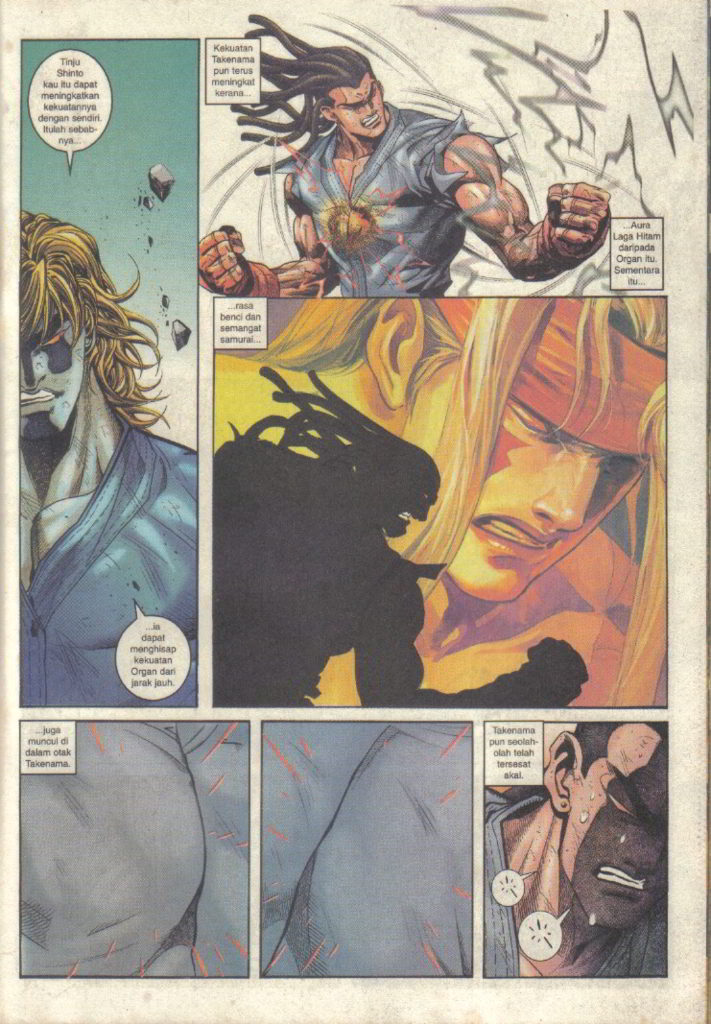 Tinju
Shinto
kau itu dapat
meningkatkan
kekuatannya
dengan sendiri.
Itulah sebab-
nya...
...ia
dapat
menghisap
kekuatan
Organ dari
jarak jauh.
Kekuatan
Takenama
pun terus
meningkat
kerana...
...Aura
Laga Hitam
daripada
Organ itu.
Sementara
itu...
...rasa
benci dan
semangat
samurai...
...juga
muncul di
dalam otak
Takenama.
Takenama
pun seolah-
olah telah
tersesat
akal.